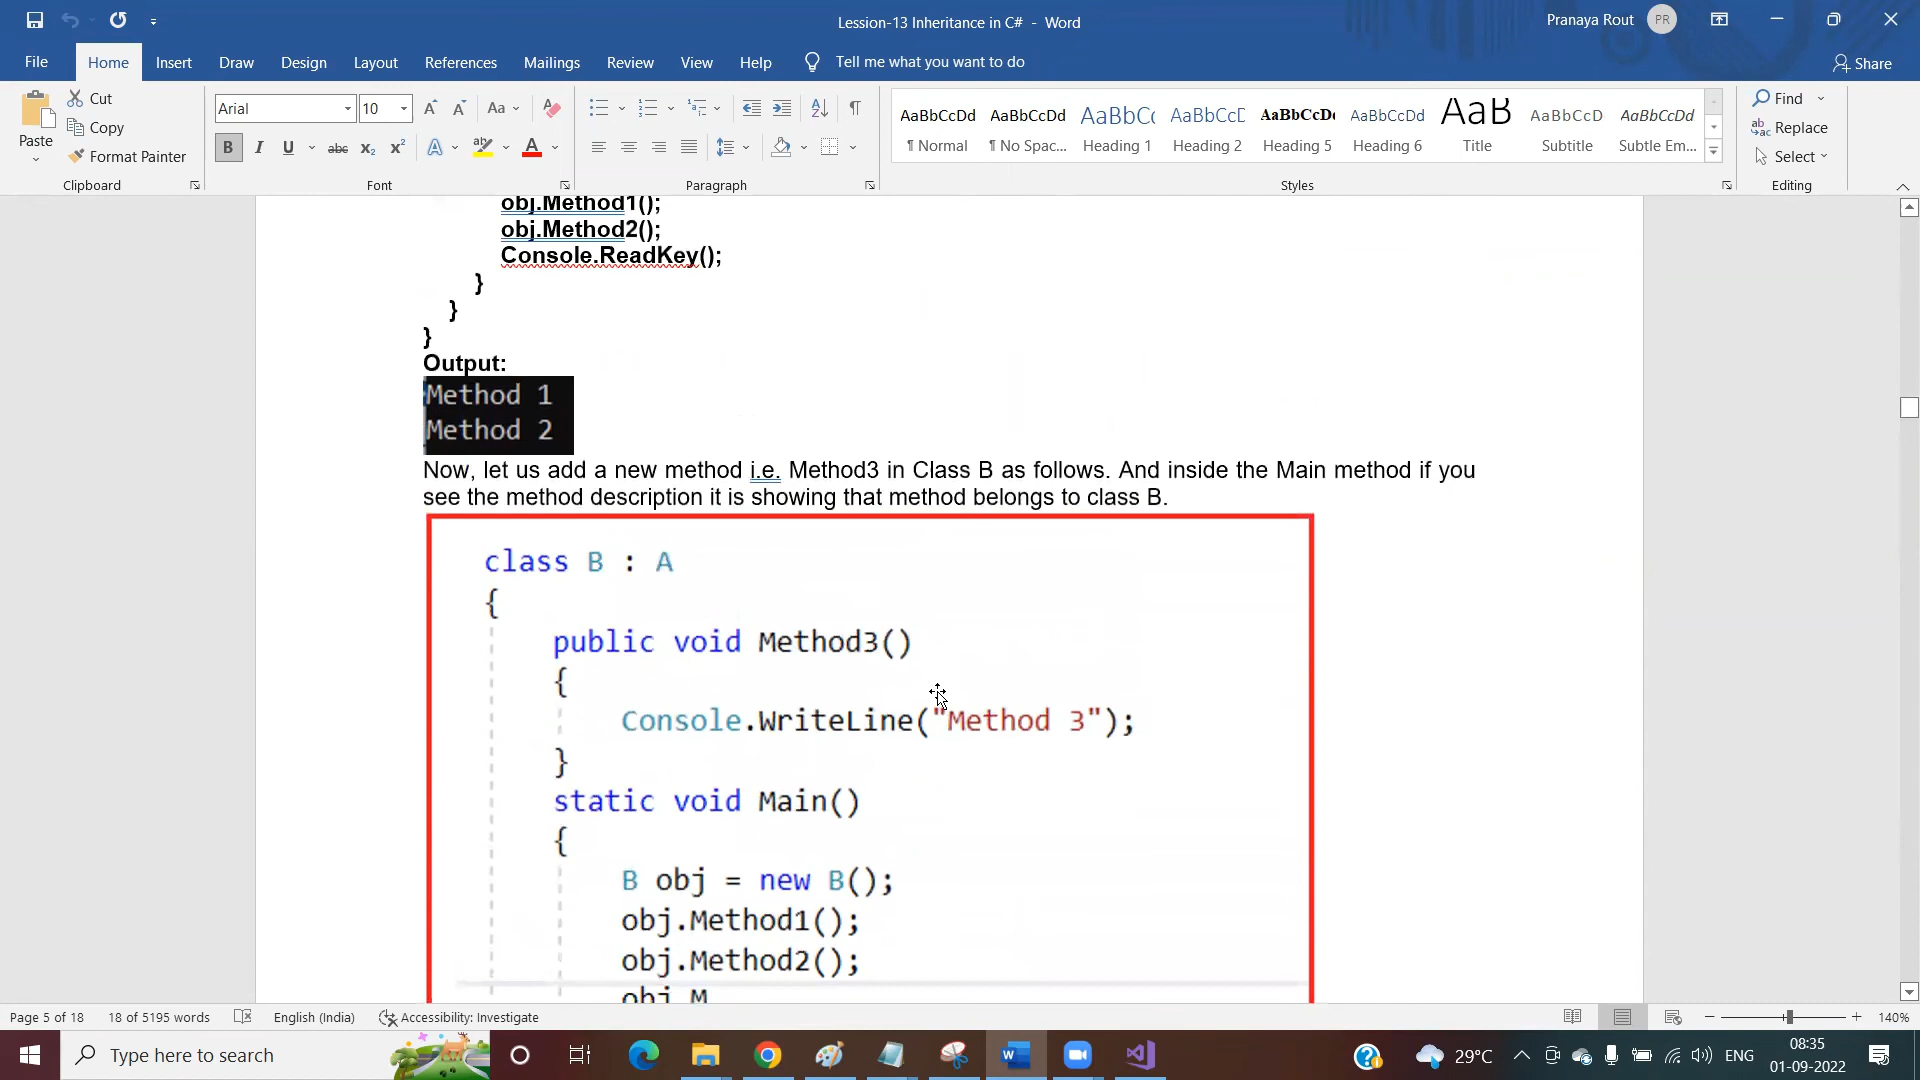 Lession-13 Inheritance in C# - Word
Pranaya Rout
PR
File
Home
Insert
Draw
Design
Layout
References
Mailings
Review
View
Help
Tell me what you want to do
Share
Paste
Cut
Copy
Format Painter
Clipboard
Arial
10
Aa
B I U abc x₂ x²
A
Font
Paragraph
AaBbCcDd
¶ Normal
AaBbCcDd
¶ No Spac...
AaBbC
Heading 1
AaBbCcD
Heading 2
AaBbCcD
Heading 5
AaBbCcDd
Heading 6
AaB
Title
AaBbCcD
Subtitle
AaBbCcDd
Subtle Em...
Styles
Find
Replace
Select
Editing
obj.Method1();
obj.Method2();
Console.ReadKey();
}
}
}
Output:
Method 1
Method 2
Now, let us add a new method i.e. Method3 in Class B as follows. And inside the Main method if you
see the method description it is showing that method belongs to class B.
class B : A
{
public void Method3()
{
Console.WriteLine("Method 3");
}
static void Main()
{
B obj = new B();
obj.Method1();
obj.Method2();
obj.M
Page 5 of 18
18 of 5195 words
English (India)
Accessibility: Investigate
140%
Type here to search
29°C
ENG
08:35
01-09-2022